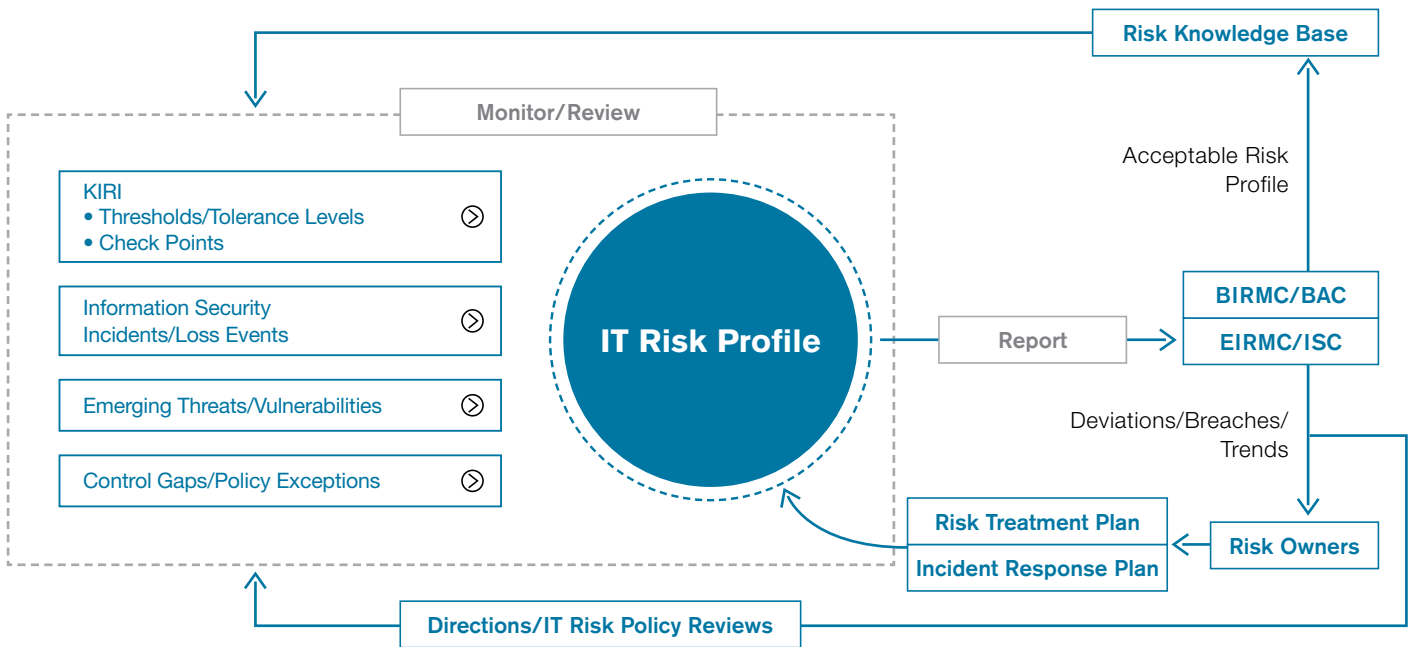 Risk Knowledge Base
Monitor/Review
Acceptable Risk
Profile
KIRI
• Thresholds/Tolerance Levels
• Check Points
Information Security
Incidents/Loss Events
Emerging Threats/Vulnerabilities
Control Gaps/Policy Exceptions
IT Risk Profile
Report
BIRMC/BAC
EIRMC/ISC
Deviations/Breaches/
Trends
Risk Treatment Plan
Incident Response Plan
Risk Owners
Directions/IT Risk Policy Reviews